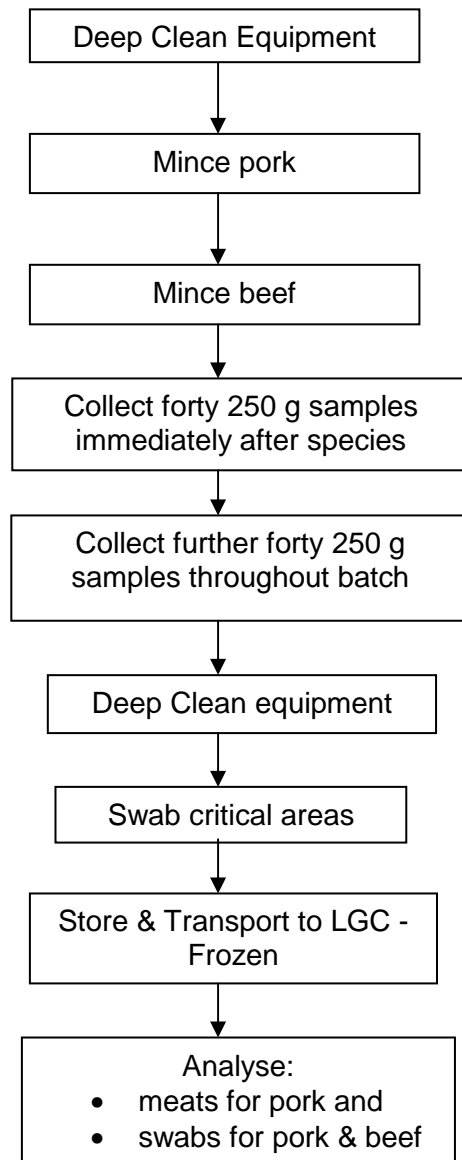 Deep Clean Equipment
Mince pork
Mince beef
Collect forty 250 g samples
immediately after species
Collect further forty 250 g
samples throughout batch
Deep Clean equipment
Swab critical areas
Store & Transport to LGC -
Frozen
Analyse:
• meats for pork and
• swabs for pork & beef